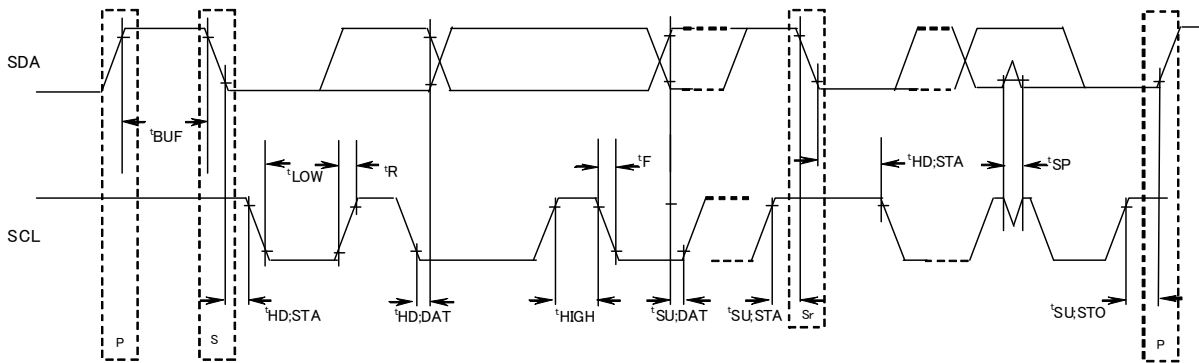 SDA
tBUF
tLOW
tR
tF
tHD;STA
tSP
SCL
tHD;STA
tHD;DAT
tHIGH
tSU;DAT
tSU;STA
Sr
tSU;STO
P
S
P